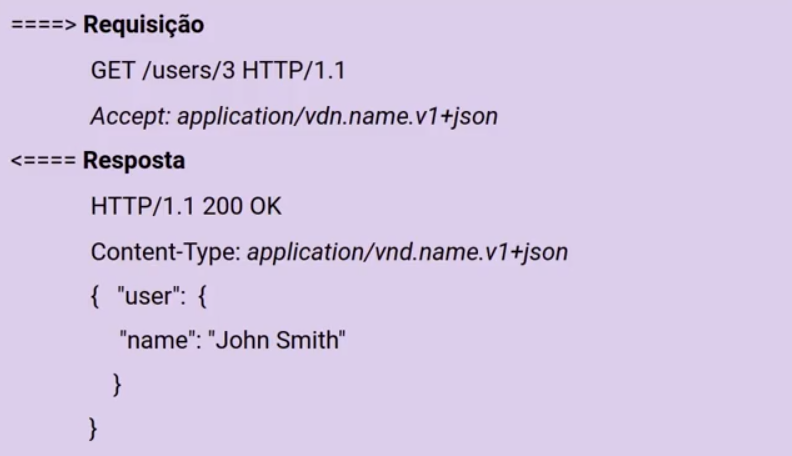 ====> Requisição
GET /users/3 HTTP/1.1
Accept: application/vdn.name.v1+json
<==== Resposta
HTTP/1.1 200 OK
Content-Type: application/vnd.name.v1+json
{ "user": {
"name": "John Smith"
}
}